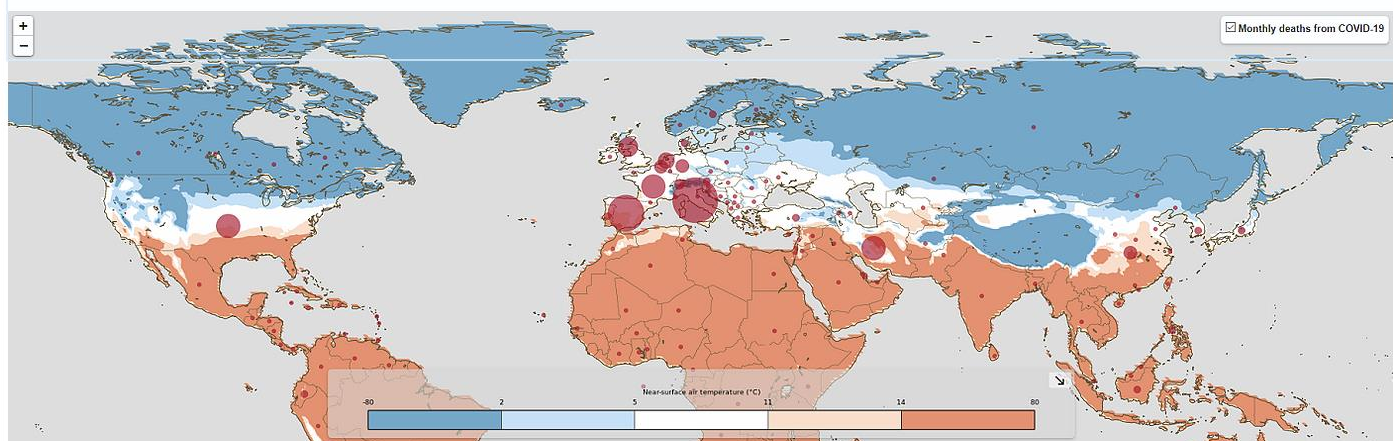 +
−
Monthly deaths from COVID-19
Near-surface air temperature (°C)
-80 2 5 11 14 80